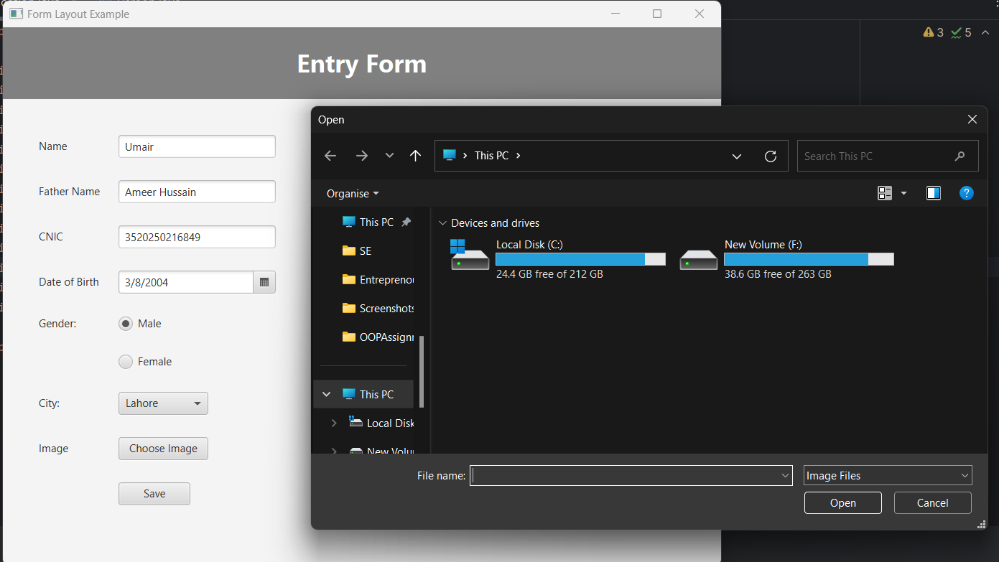 Form Layout Example
3 5
Entry Form
Name Umair
Father Name Ameer Hussain
CNIC 3520250216849
Date of Birth 3/8/2004
Gender: Male
Female
City: Lahore
Image Choose Image
Save
Open
This PC
Search This PC
Organise
This PC
SE
Entreprenou
Screenshots
OOPAssignr
This PC
Local Disk
New Volu
Devices and drives
Local Disk (C:)
24.4 GB free of 212 GB
New Volume (F:)
38.6 GB free of 263 GB
File name: Image Files
Open Cancel